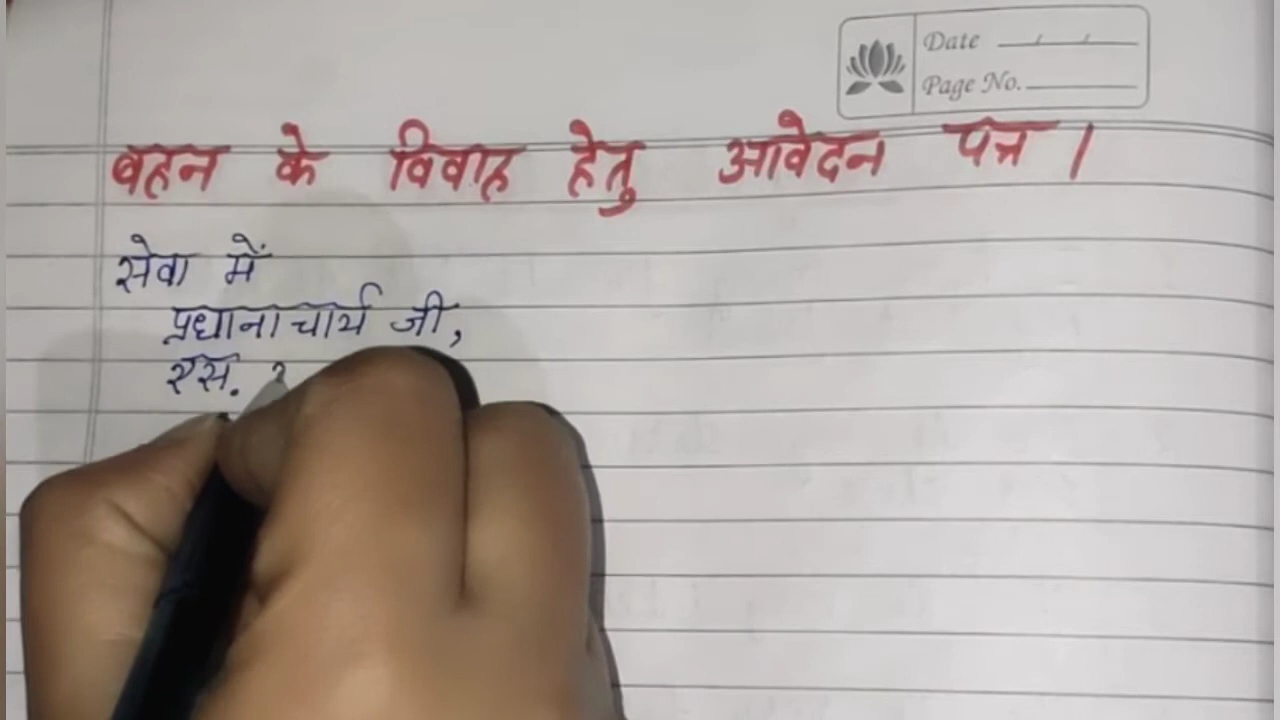 Date
Page No.
बहन के विवाह हेतु आवेदन पत्र ।
सेवा में
प्रधानाचार्य जी,
एस.